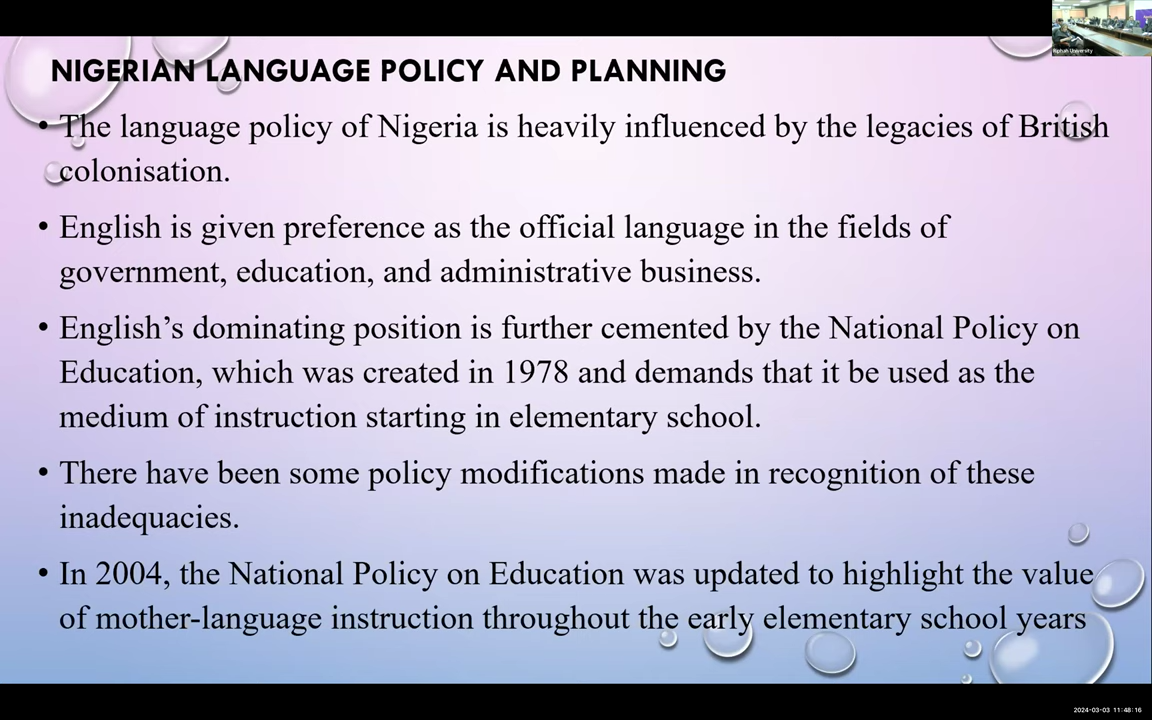 NIGERIAN LANGUAGE POLICY AND PLANNING
• The language policy of Nigeria is heavily influenced by the legacies of British
colonisation.
• English is given preference as the official language in the fields of
government, education, and administrative business.
• English’s dominating position is further cemented by the National Policy on
Education, which was created in 1978 and demands that it be used as the
medium of instruction starting in elementary school.
• There have been some policy modifications made in recognition of these
inadequacies.
• In 2004, the National Policy on Education was updated to highlight the value
of mother-language instruction throughout the early elementary school years
Riphah University
2024-03-03 11:48:16